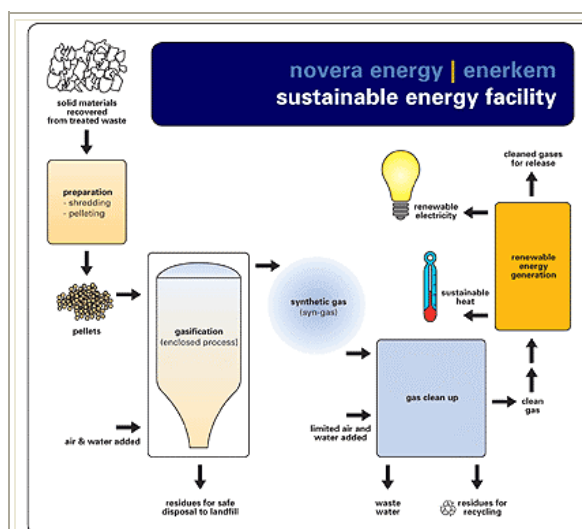 novera energy | enerkem
sustainable energy facility
solid materials
recovered
from treated waste
preparation
- shredding
- pelleting
pellets
air & water added
gasification
(enclosed process)
residues for safe
disposal to landfill
synthetic gas
(syn-gas)
limited air and
water added
gas clean up
waste
water
residues for
recycling
clean
gas
renewable
energy
generation
renewable
electricity
sustainable
heat
cleaned gases
for release